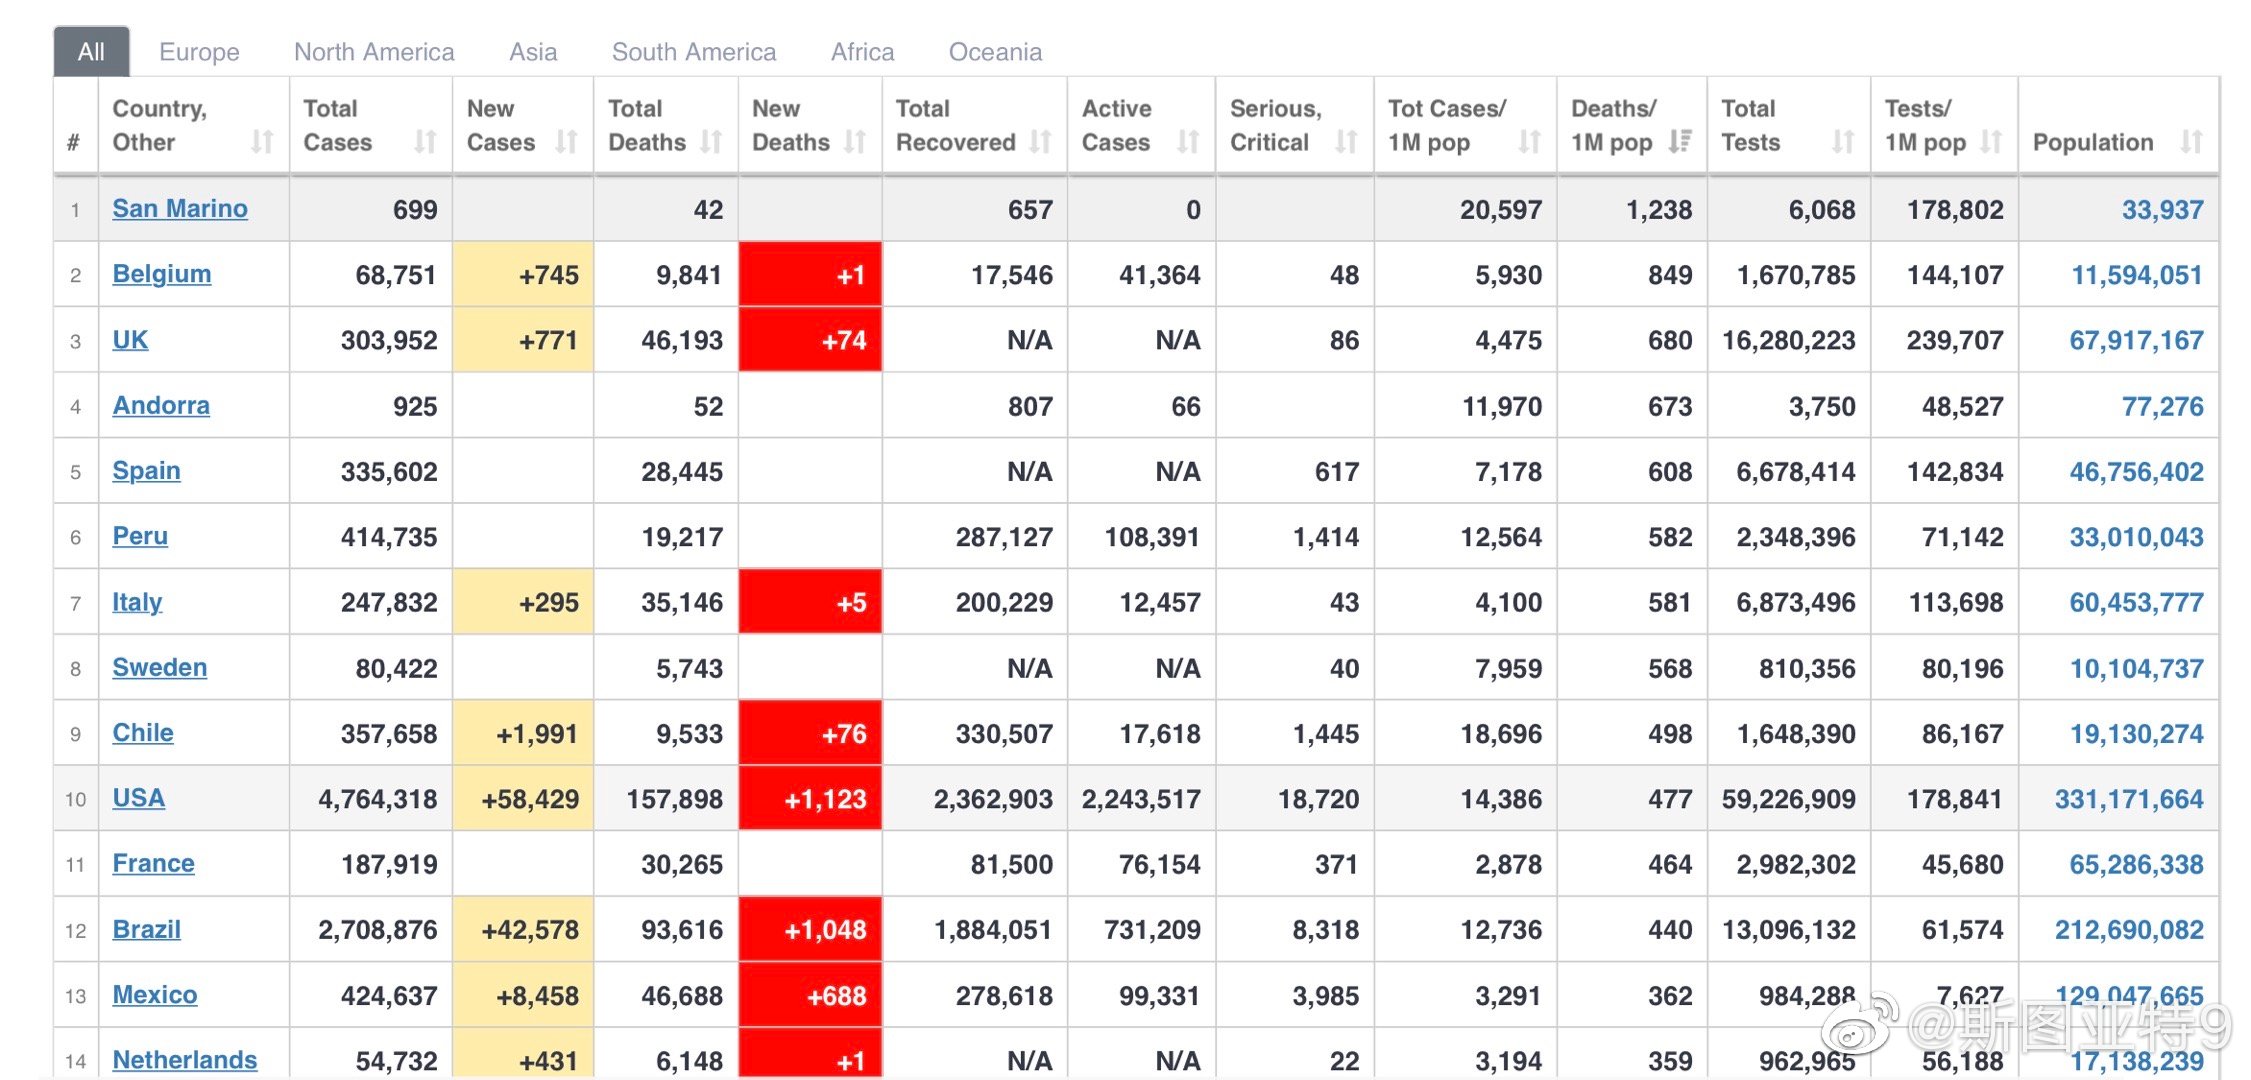 All Europe North America Asia South America Africa Oceania
# Country, Other Total Cases New Cases Total Deaths New Deaths Total Recovered Active Cases Serious, Critical Tot Cases/ 1M pop Deaths/ 1M pop Total Tests Tests/ 1M pop Population
1 San Marino 699 42 657 0 20,597 1,238 6,068 178,802 33,937
2 Belgium 68,751 +745 9,841 +1 17,546 41,364 48 5,930 849 1,670,785 144,107 11,594,051
3 UK 303,952 +771 46,193 +74 N/A N/A 86 4,475 680 16,280,223 239,707 67,917,167
4 Andorra 925 52 807 66 11,970 673 3,750 48,527 77,276
5 Spain 335,602 28,445 N/A N/A 617 7,178 608 6,678,414 142,834 46,756,402
6 Peru 414,735 19,217 287,127 108,391 1,414 12,564 582 2,348,396 71,142 33,010,043
7 Italy 247,832 +295 35,146 +5 200,229 12,457 43 4,100 581 6,873,496 113,698 60,453,777
8 Sweden 80,422 5,743 N/A N/A 40 7,959 568 810,356 80,196 10,104,737
9 Chile 357,658 +1,991 9,533 +76 330,507 17,618 1,445 18,696 498 1,648,390 86,167 19,130,274
10 USA 4,764,318 +58,429 157,898 +1,123 2,362,903 2,243,517 18,720 14,386 477 59,226,909 178,841 331,171,664
11 France 187,919 30,265 81,500 76,154 371 2,878 464 2,982,302 45,680 65,286,338
12 Brazil 2,708,876 +42,578 93,616 +1,048 1,884,051 731,209 8,318 12,736 440 13,096,132 61,574 212,690,082
13 Mexico 424,637 +8,458 46,688 +688 278,618 99,331 3,985 3,291 362 984,288 7,627 129,047,665
14 Netherlands 54,732 +431 6,148 +1 N/A N/A 22 3,194 359 962,965 56,188 17,138,239
@斯图亚特9